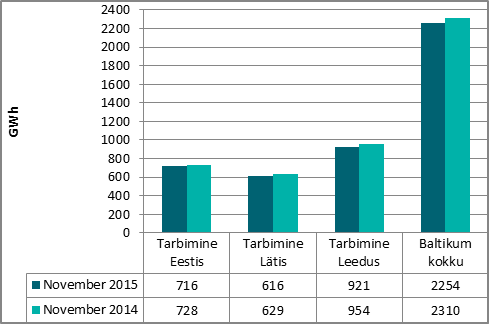 2400
2200
2000
1800
1600
1400
1200
1000
800
600
400
200
0
GWh
Tarbimine Eestis
Tarbimine Lätis
Tarbimine Leedus
Baltikum kokku
November 2015 716 616 921 2254
November 2014 728 629 954 2310